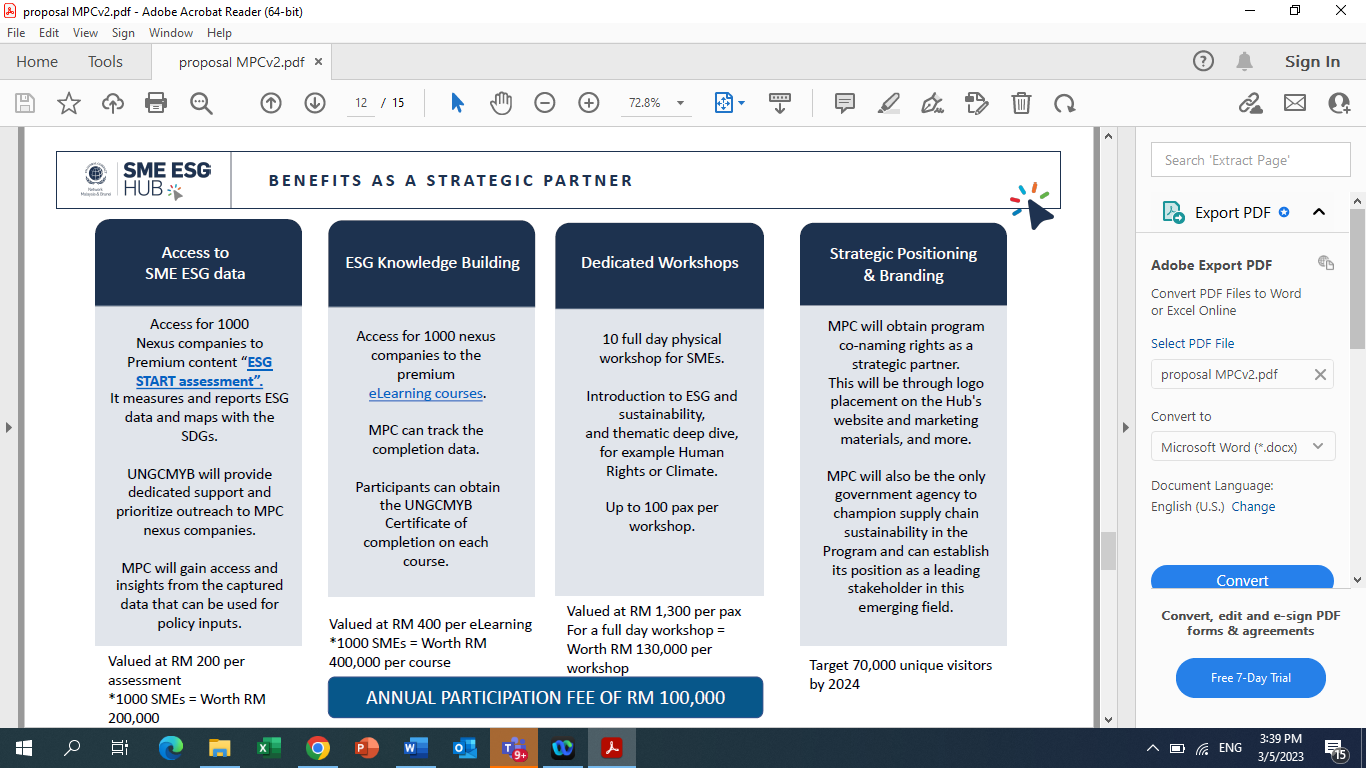 proposal MPCv2.pdf - Adobe Acrobat Reader (64-bit)
File Edit View Sign Window Help
Home Tools proposal MPCv2.pdf ×
Sign In
12 / 15
72.8%
SME ESG
HUB
BENEFITS AS A STRATEGIC PARTNER
Access to
SME ESG data
Access for 1000
Nexus companies to
Premium content “ESG
START assessment”.
It measures and reports ESG
data and maps with the
SDGs.
UNGCMYB will provide
dedicated support and
prioritize outreach to MPC
nexus companies.
MPC will gain access and
insights from the captured
data that can be used for
policy inputs.
Valued at RM 200 per
assessment
*1000 SMEs = Worth RM
200,000
ESG Knowledge Building
Access for 1000 nexus
companies to the
premium
eLearning courses.
MPC can track the
completion data.
Participants can obtain
the UNGCMYB
Certificate of
completion on each
course.
Valued at RM 400 per eLearning
*1000 SMEs = Worth RM
400,000 per course
Dedicated Workshops
10 full day physical
workshop for SMEs.
Introduction to ESG and
sustainability,
and thematic deep dive,
for example Human
Rights or Climate.
Up to 100 pax per
workshop.
Valued at RM 1,300 per pax
For a full day workshop =
Worth RM 130,000 per
workshop
Strategic Positioning
& Branding
MPC will obtain program
co-naming rights as a
strategic partner.
This will be through logo
placement on the Hub's
website and marketing
materials, and more.
MPC will also be the only
government agency to
champion supply chain
sustainability in the
Program and can establish
its position as a leading
stakeholder in this
emerging field.
Target 70,000 unique visitors
by 2024
ANNUAL PARTICIPATION FEE OF RM 100,000
Search 'Extract Page'
Export PDF
Adobe Export PDF
Convert PDF Files to Word
or Excel Online
Select PDF File
proposal MPCv2.pdf
Convert to
Microsoft Word (*.docx)
Document Language:
English (U.S.) Change
Convert
Convert, edit and e-sign PDF
forms & agreements
Free 7-Day Trial
9+
ENG
3:39 PM
3/5/2023
15